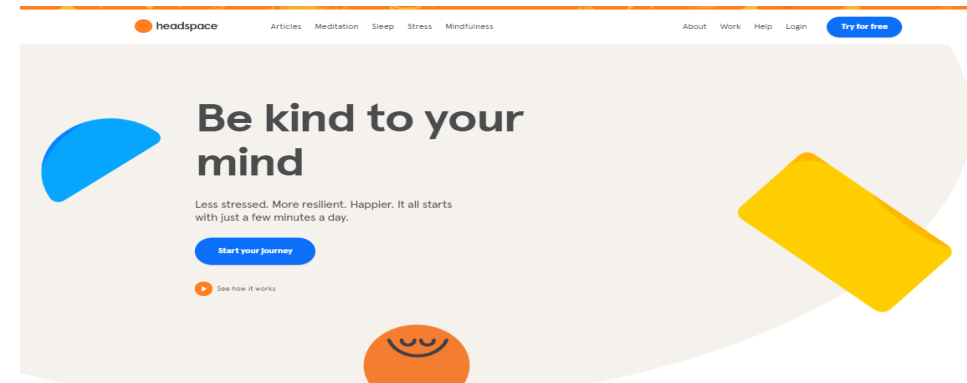 headspace
Articles Meditation Sleep Stress Mindfulness
About Work Help Login Try for free
Be kind to your
mind
Less stressed. More resilient. Happier. It all starts
with just a few minutes a day.
Start your journey
See how it works